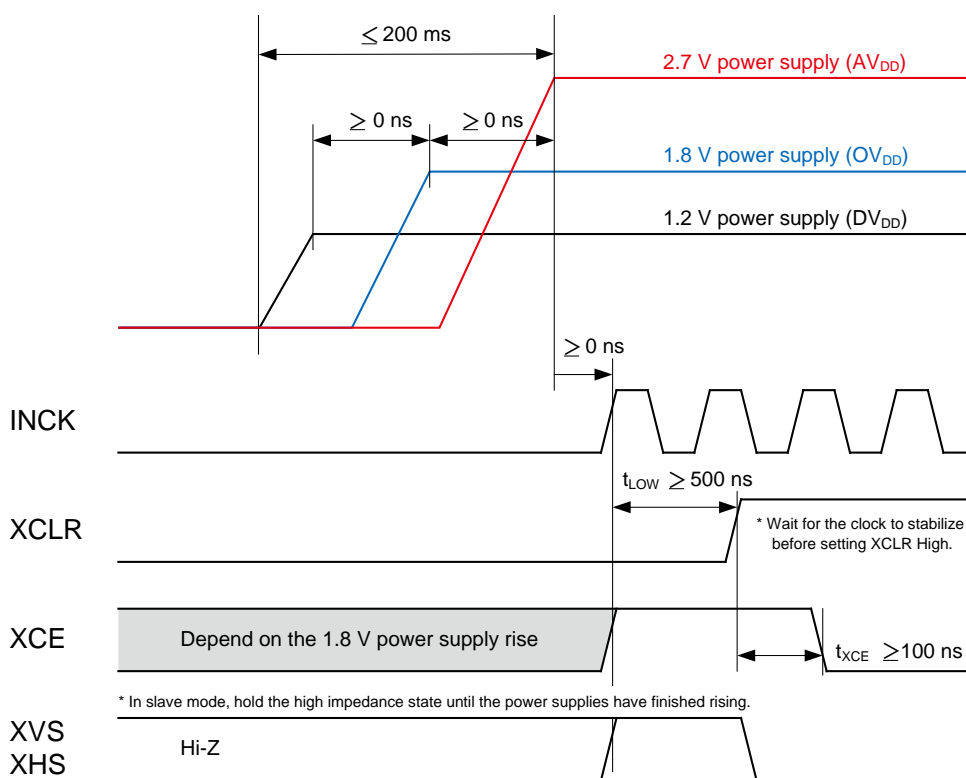 ≤ 200 ms
2.7 V power supply (AVDD)
≥ 0 ns
≥ 0 ns
1.8 V power supply (OVDD)
1.2 V power supply (DVDD)
≥ 0 ns
INCK
tLOW ≥ 500 ns
XCLR
* Wait for the clock to stabilize
before setting XCLR High.
XCE
Depend on the 1.8 V power supply rise
tXCE ≥100 ns
* In slave mode, hold the high impedance state until the power supplies have finished rising.
XVS
Hi-Z
XHS